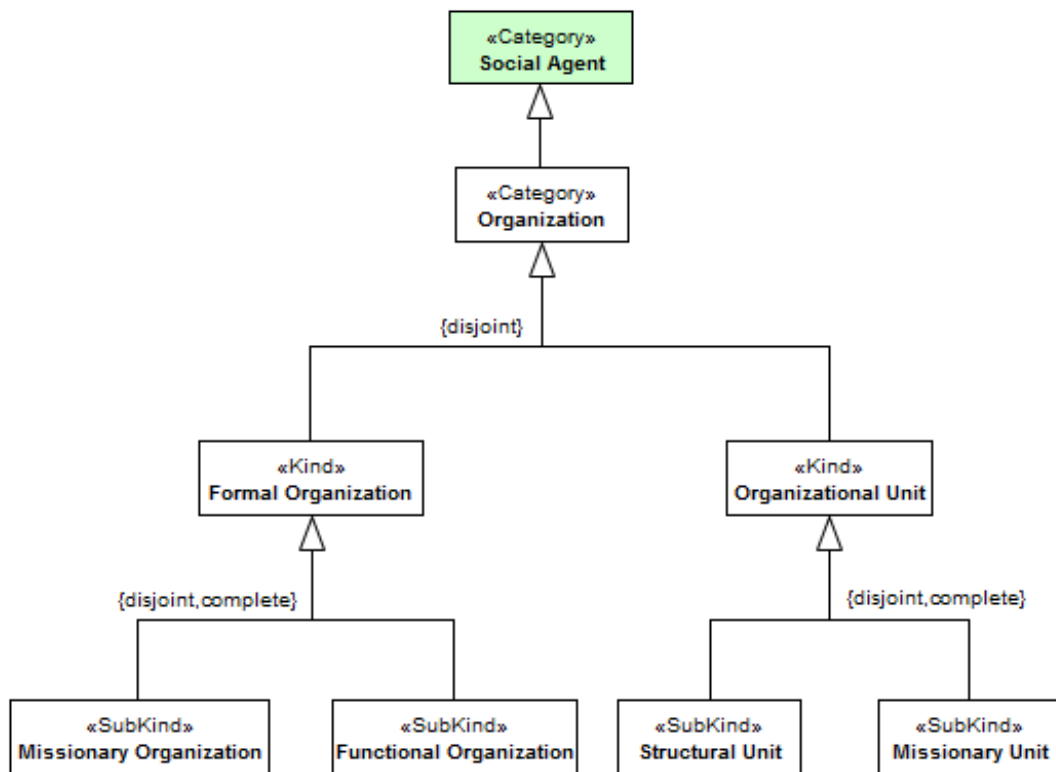 «Category»
Social Agent
«Category»
Organization
{disjoint}
«Kind»
Formal Organization
«Kind»
Organizational Unit
{disjoint,complete}
{disjoint,complete}
«SubKind»
Missionary Organization
«SubKind»
Functional Organization
«SubKind»
Structural Unit
«SubKind»
Missionary Unit